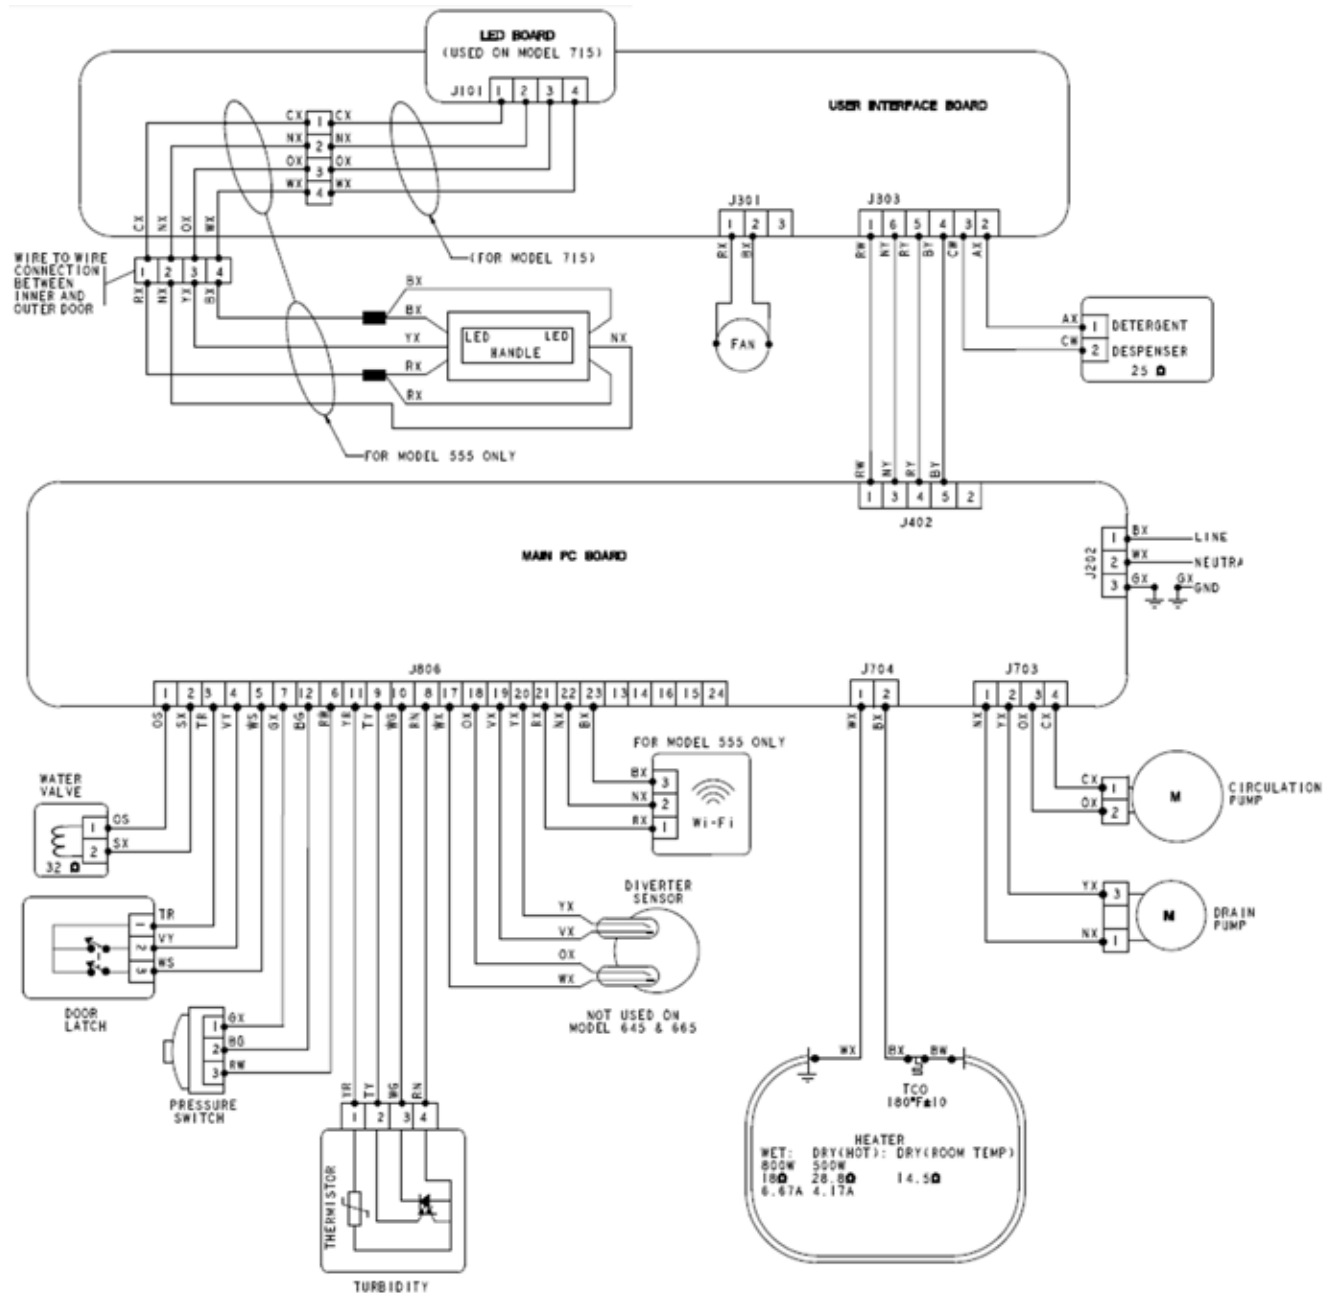 LED BOARD
(USED ON MODEL 715)
J101 1 2 3 4
USER INTERFACE BOARD
CX 1 CX
NX 2 NX
OX 3 OX
WX 4 WX
CX NX OX WX
J301
1 2 3
RX BX
J303
1 6 5 4 3 2
RW NY RY BY CW AX
WIRE TO WIRE
CONNECTION
BETWEEN
INNER AND
OUTER DOOR
1 2 3 4
RX NX YX BX
(FOR MODEL 715)
BX
BX
YX
RX
RX
LED LED
HANDLE
NX
FAN
AX 1 DETERGENT
CW 2 DESPENSER
25 Ω
FOR MODEL 555 ONLY
RW NY RY BY
1 3 4 5 2
J402
MAIN PC BOARD
J202
1 BX LINE
2 WX NEUTRA
3 GX GX GND
J806
1 2 3 4 5 7 12 6 11 9 10 8 17 18 19 20 21 22 23 13 14 16 15 24
OS SX TR VY WS GX BG RW YR TY WG RN WX OX VX YX RX NX BX
J704
1 2
WX BX
J703
1 2 3 4
NX YX OX CX
FOR MODEL 555 ONLY
BX 3
NX 2
RX 1
Wi-Fi
WATER
VALVE
1 OS
2 SX
32 Ω
CX 1
OX 2
M
CIRCULATION
PUMP
DIVERTER
SENSOR
YX
VX
OX
WX
NOT USED ON
MODEL 645 & 665
YX 3
NX 1
M
DRAIN
PUMP
1 TR
2 VY
3 WS
DOOR
LATCH
1 GX
2 BG
3 RW
PRESSURE
SWITCH
YR TY WG RN
1 2 3 4
THERMISTOR
TURBIDITY
WX BX BW
TCO
180°F±10
HEATER
WET: DRY(HOT): DRY(ROOM TEMP)
800W 500W
18Ω 28.8Ω 14.5Ω
6.67A 4.17A